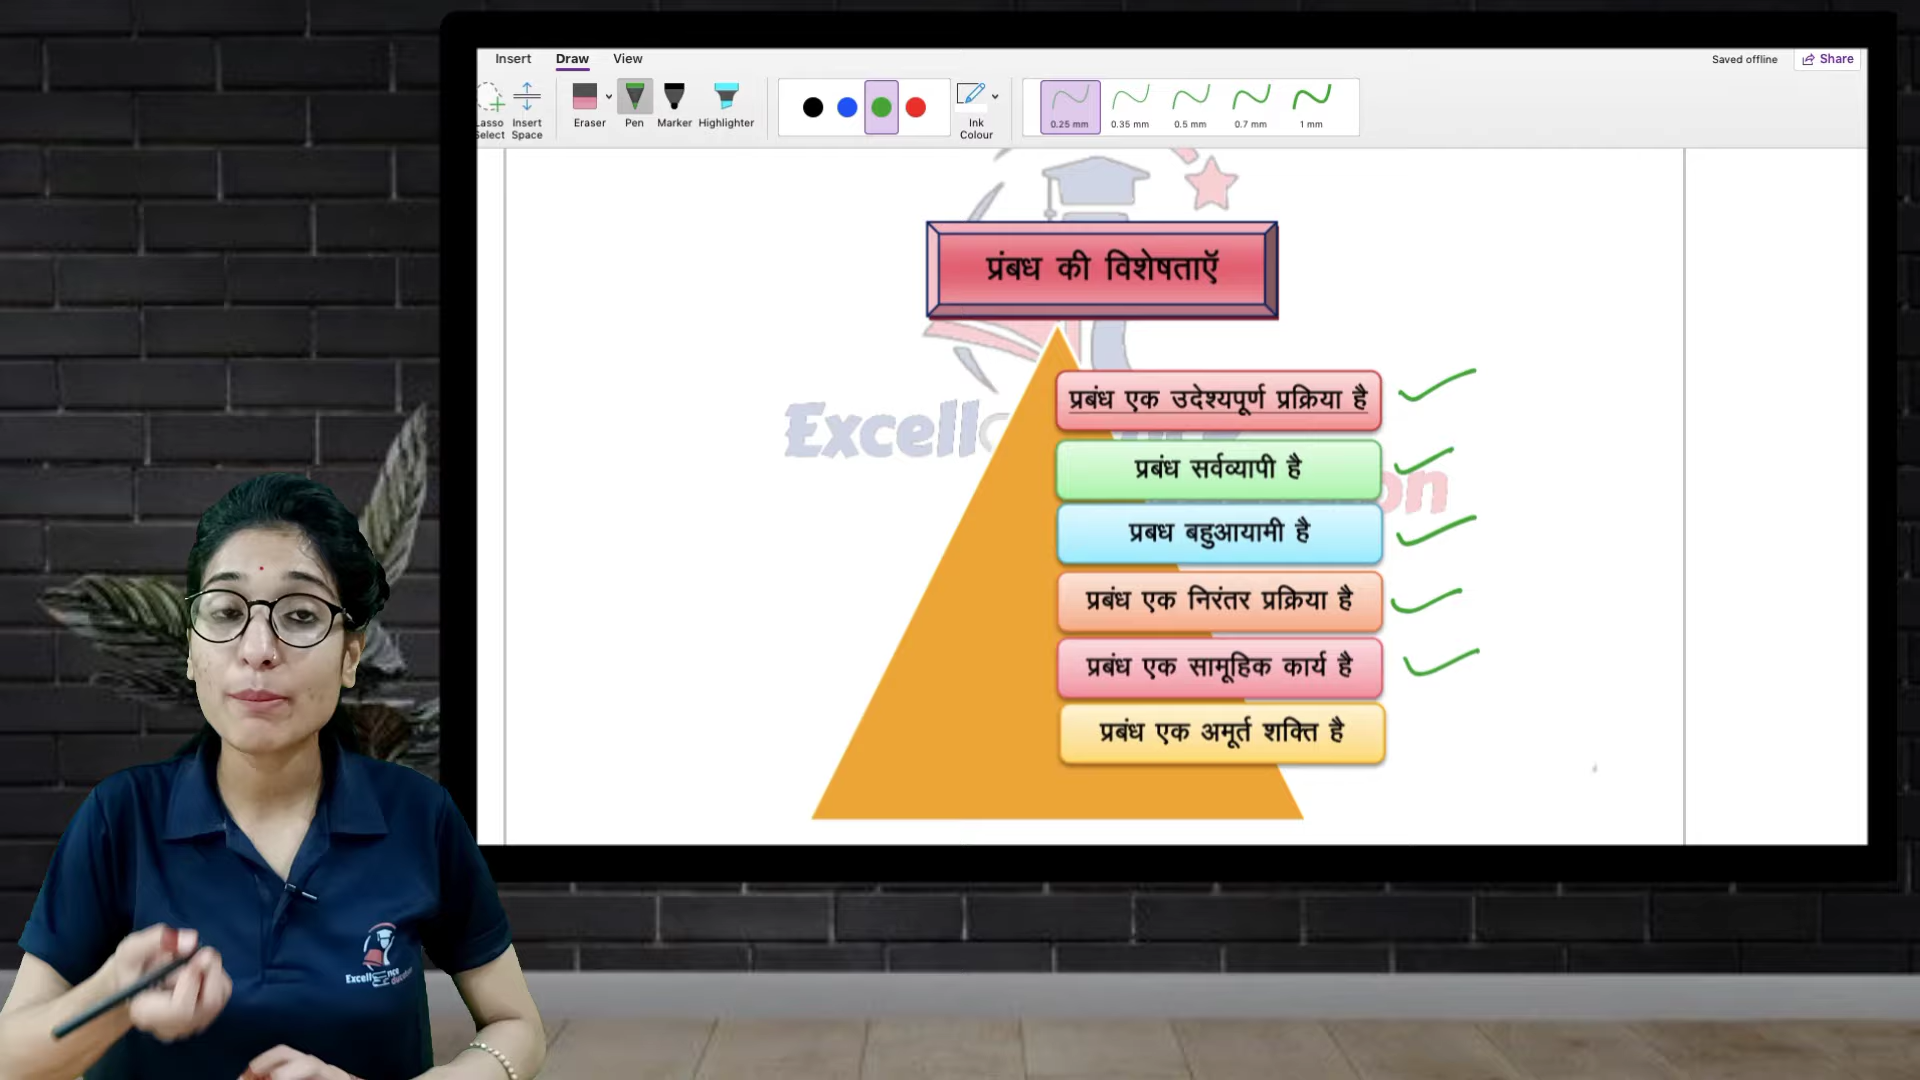 Insert Draw View
Saved offline Share
Lasso Select
Insert Space
Eraser
Pen
Marker
Highlighter
Ink Colour
0.25 mm 0.35 mm 0.5 mm 0.7 mm 1 mm
प्रंबध की विशेषताऍ
प्रबंध एक उदेश्यपूर्ण प्रक्रिया है
प्रबंध सर्वव्यापी है
प्रबध बहुआयामी है
प्रबंध एक निरंतर प्रक्रिया है
प्रबंध एक सामूहिक कार्य है
प्रबंध एक अमूर्त शक्ति है